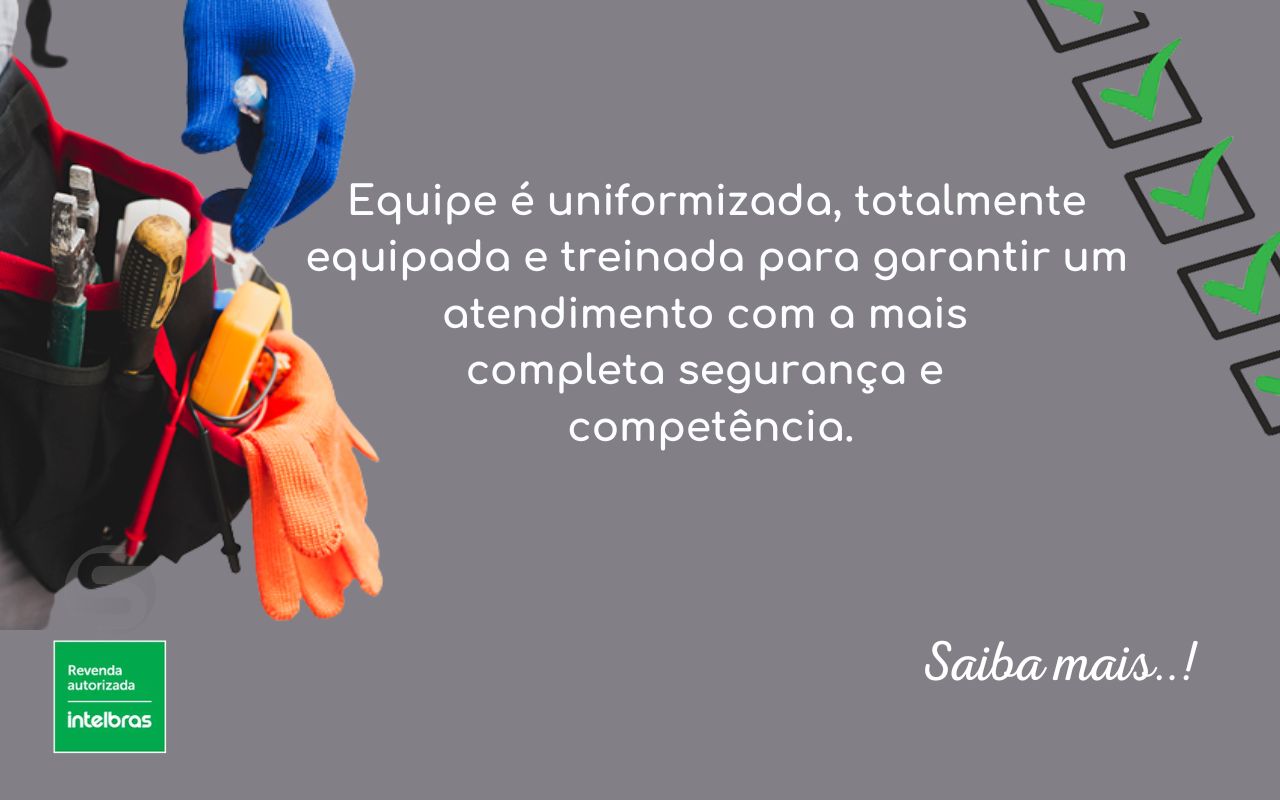 Equipe é uniformizada, totalmente
equipada e treinada para garantir um
atendimento com a mais
completa segurança e
competência.
Saiba mais..!
Revenda
autorizada
intelbras